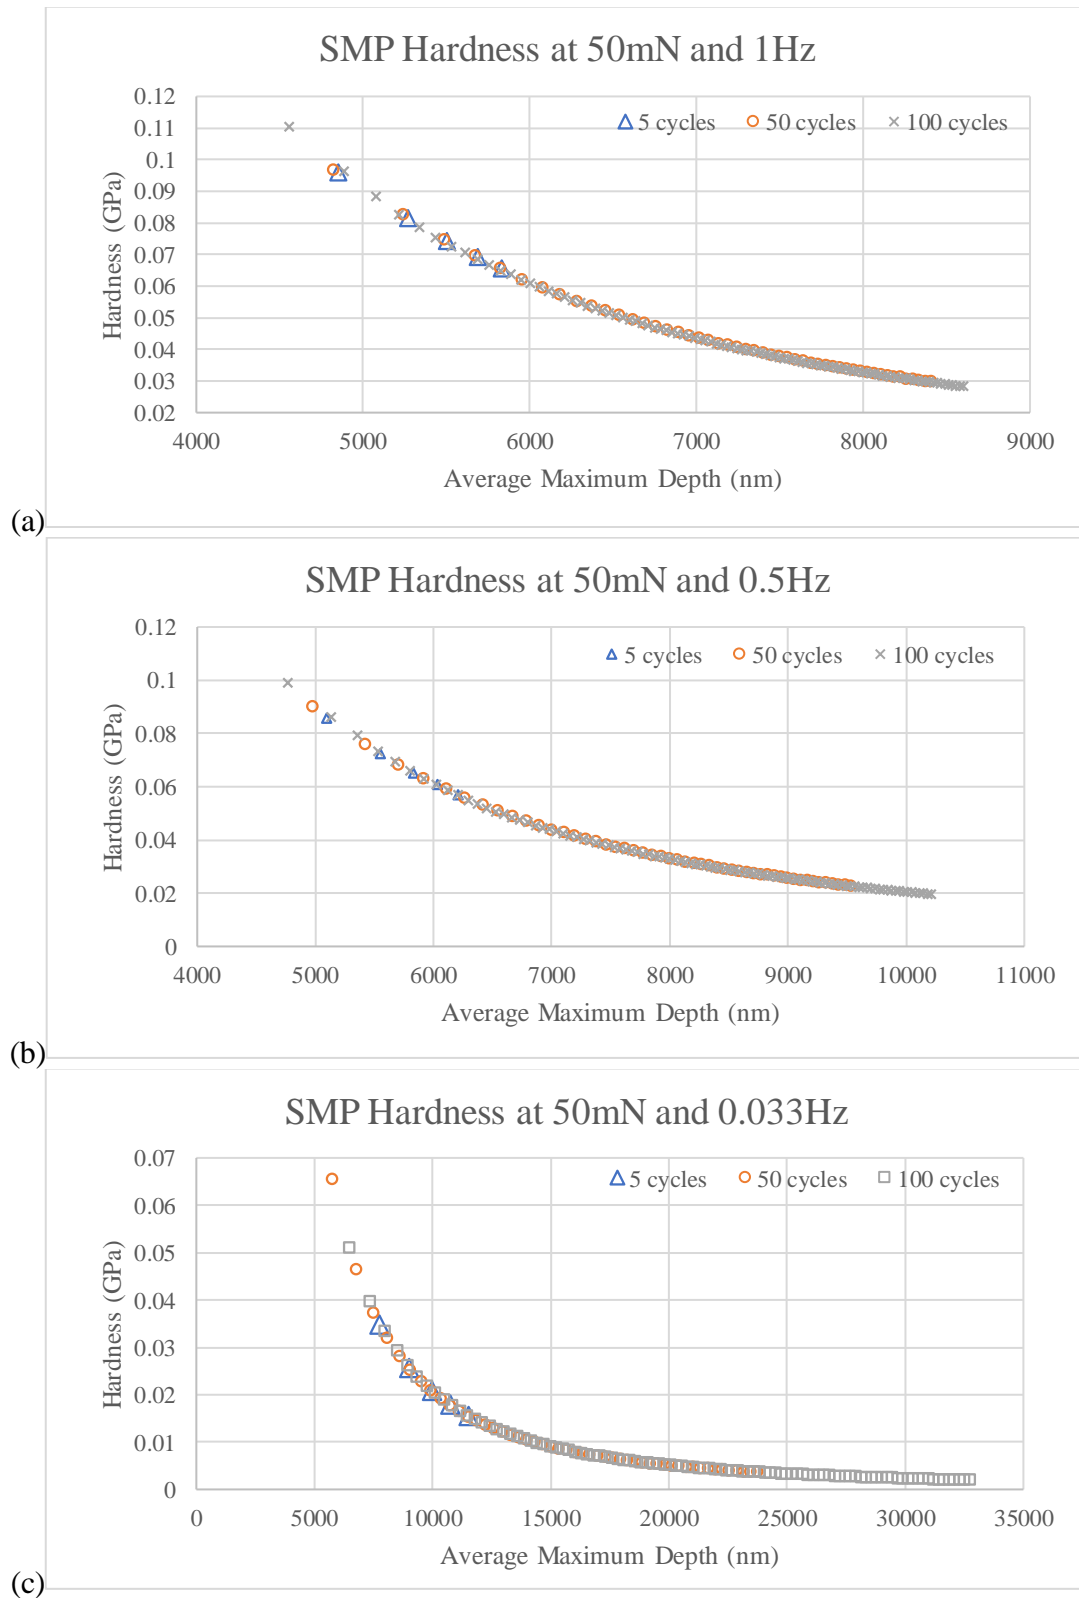 SMP Hardness at 50mN and 1Hz
0.12
5 cycles 50 cycles 100 cycles
0.11
0.1
0.09
0.08
0.07
0.06
0.05
0.04
0.03
0.02
Hardness (GPa)
4000 5000 6000 7000 8000 9000
Average Maximum Depth (nm)
(a)
SMP Hardness at 50mN and 0.5Hz
0.12
5 cycles 50 cycles 100 cycles
0.1
0.08
0.06
0.04
0.02
0
Hardness (GPa)
4000 5000 6000 7000 8000 9000 10000 11000
Average Maximum Depth (nm)
(b)
SMP Hardness at 50mN and 0.033Hz
0.07
5 cycles 50 cycles 100 cycles
0.06
0.05
0.04
0.03
0.02
0.01
0
Hardness (GPa)
0 5000 10000 15000 20000 25000 30000 35000
Average Maximum Depth (nm)
(c)